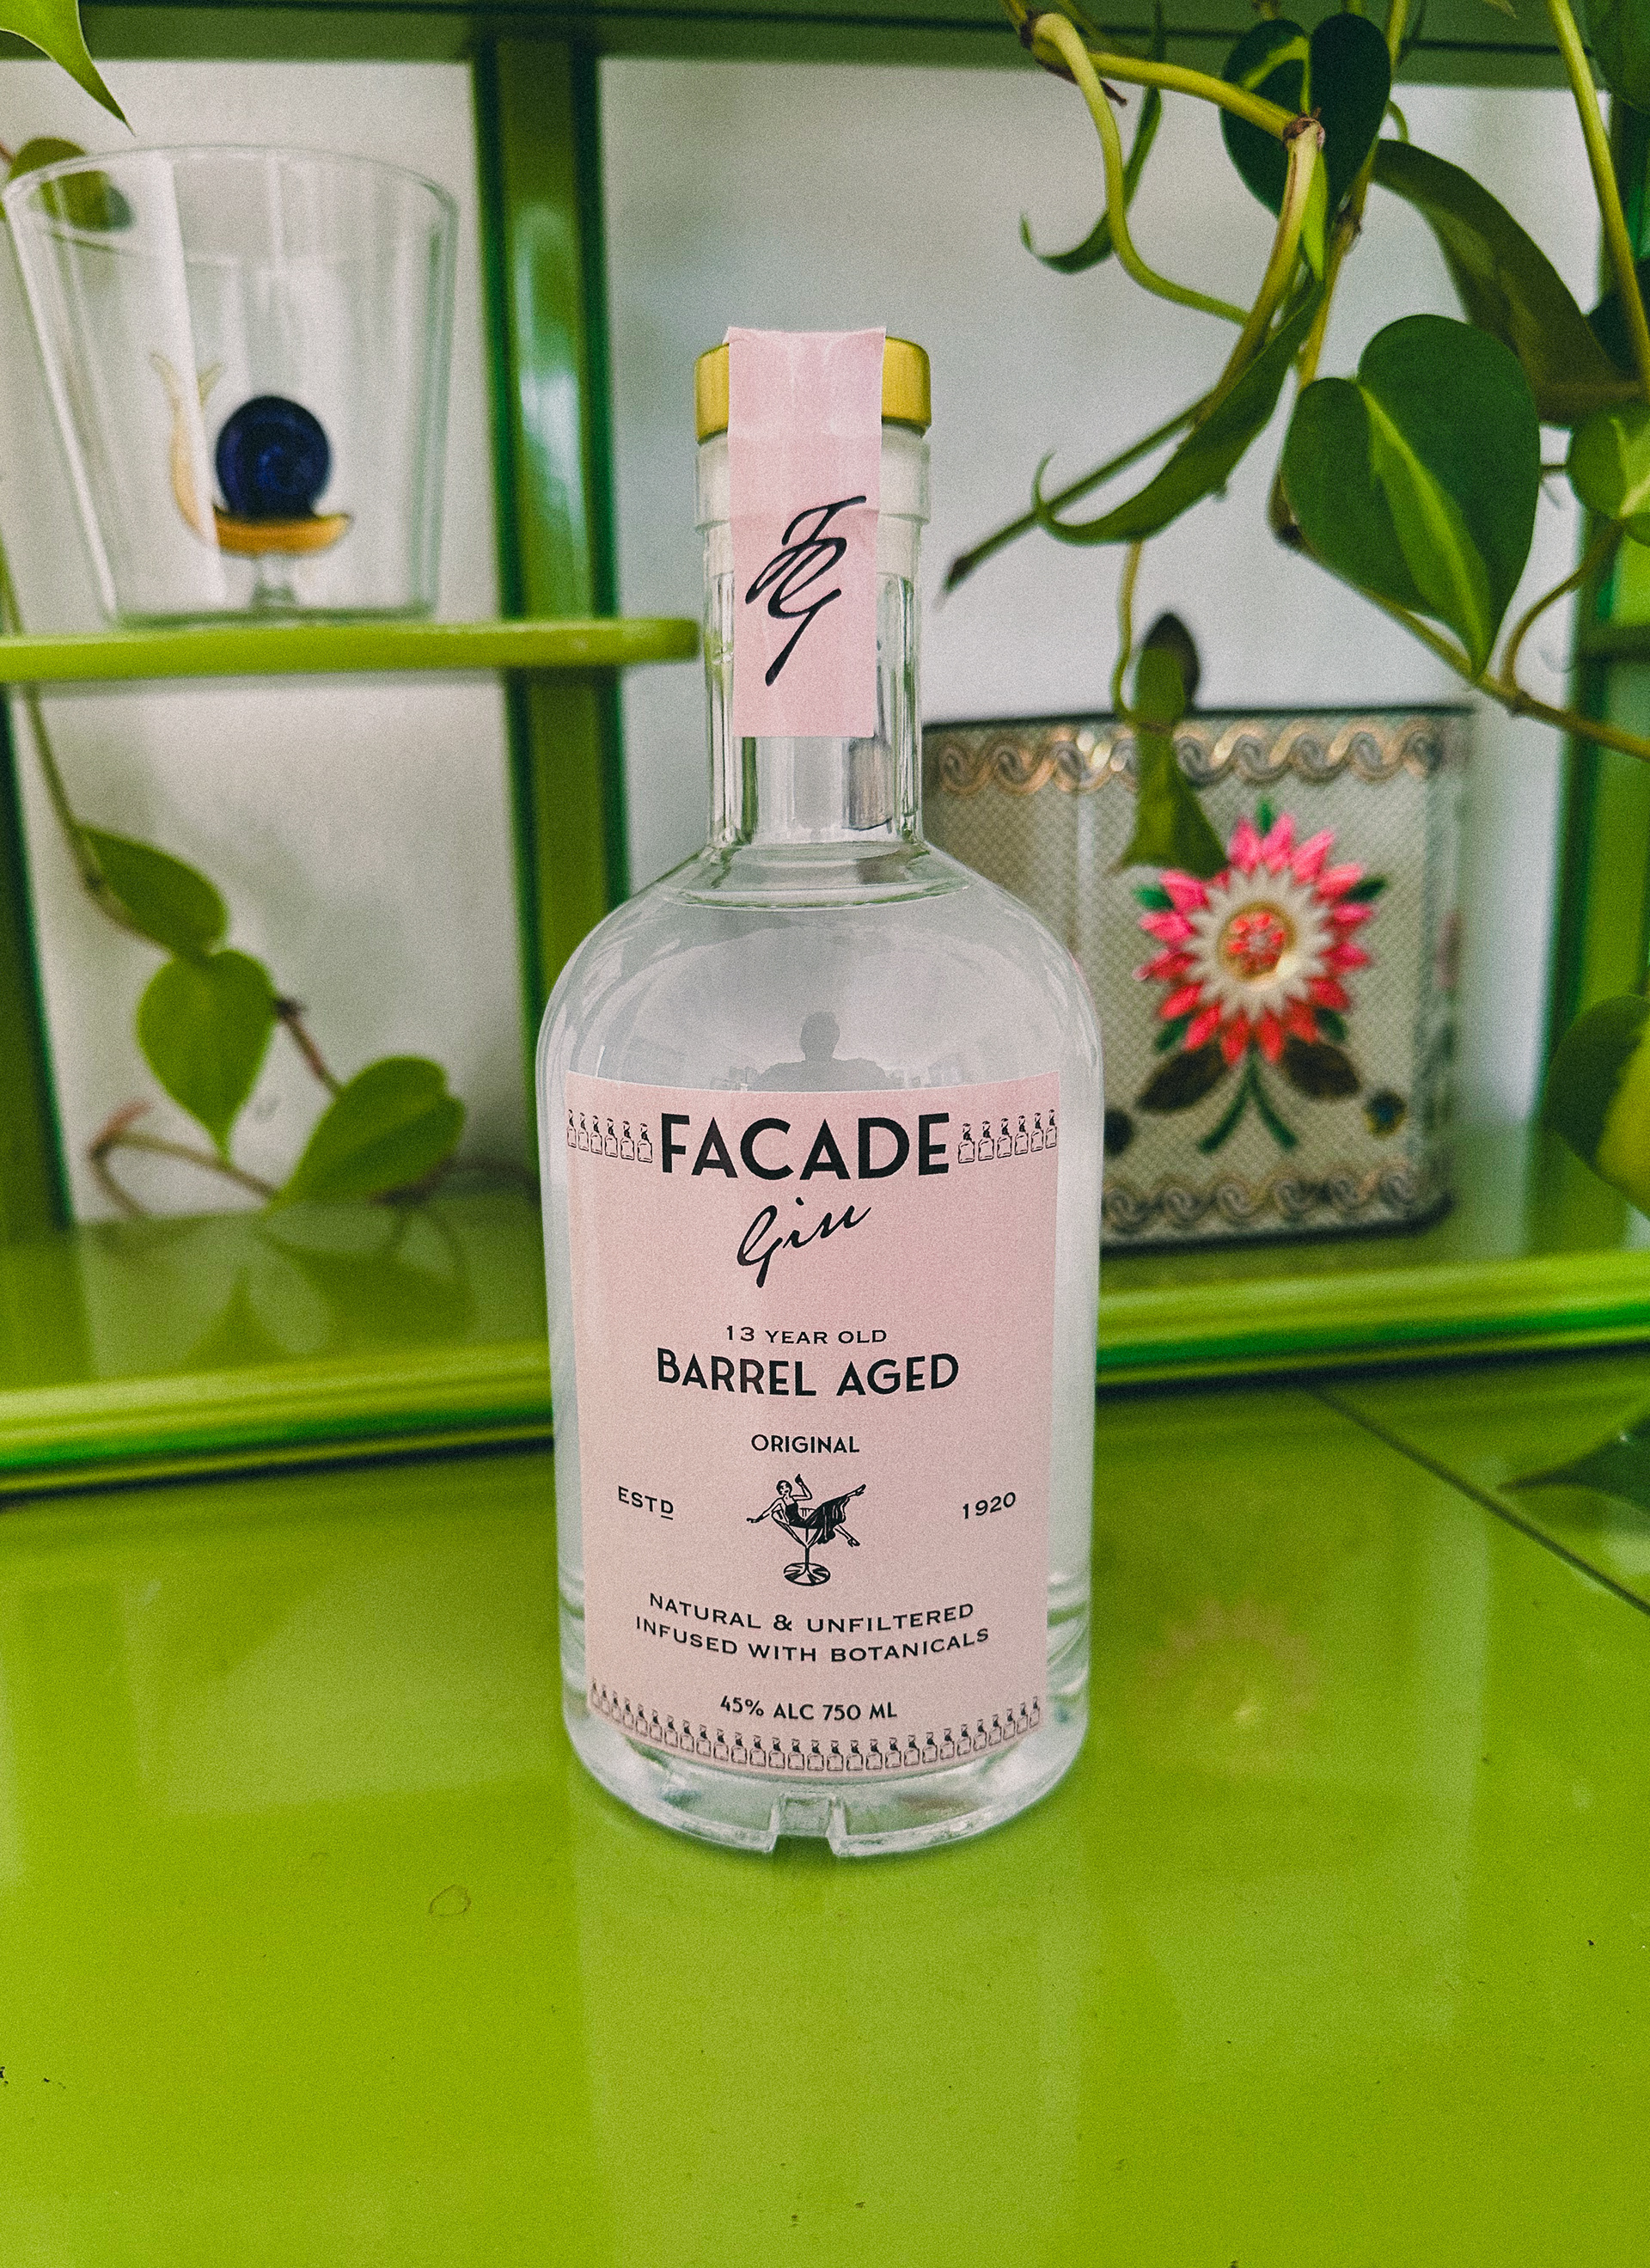 FG
FACADE
Gin
13 YEAR OLD
BARREL AGED
ORIGINAL
ESTD 1920
NATURAL & UNFILTERED
INFUSED WITH BOTANICALS
45% ALC 750 ML